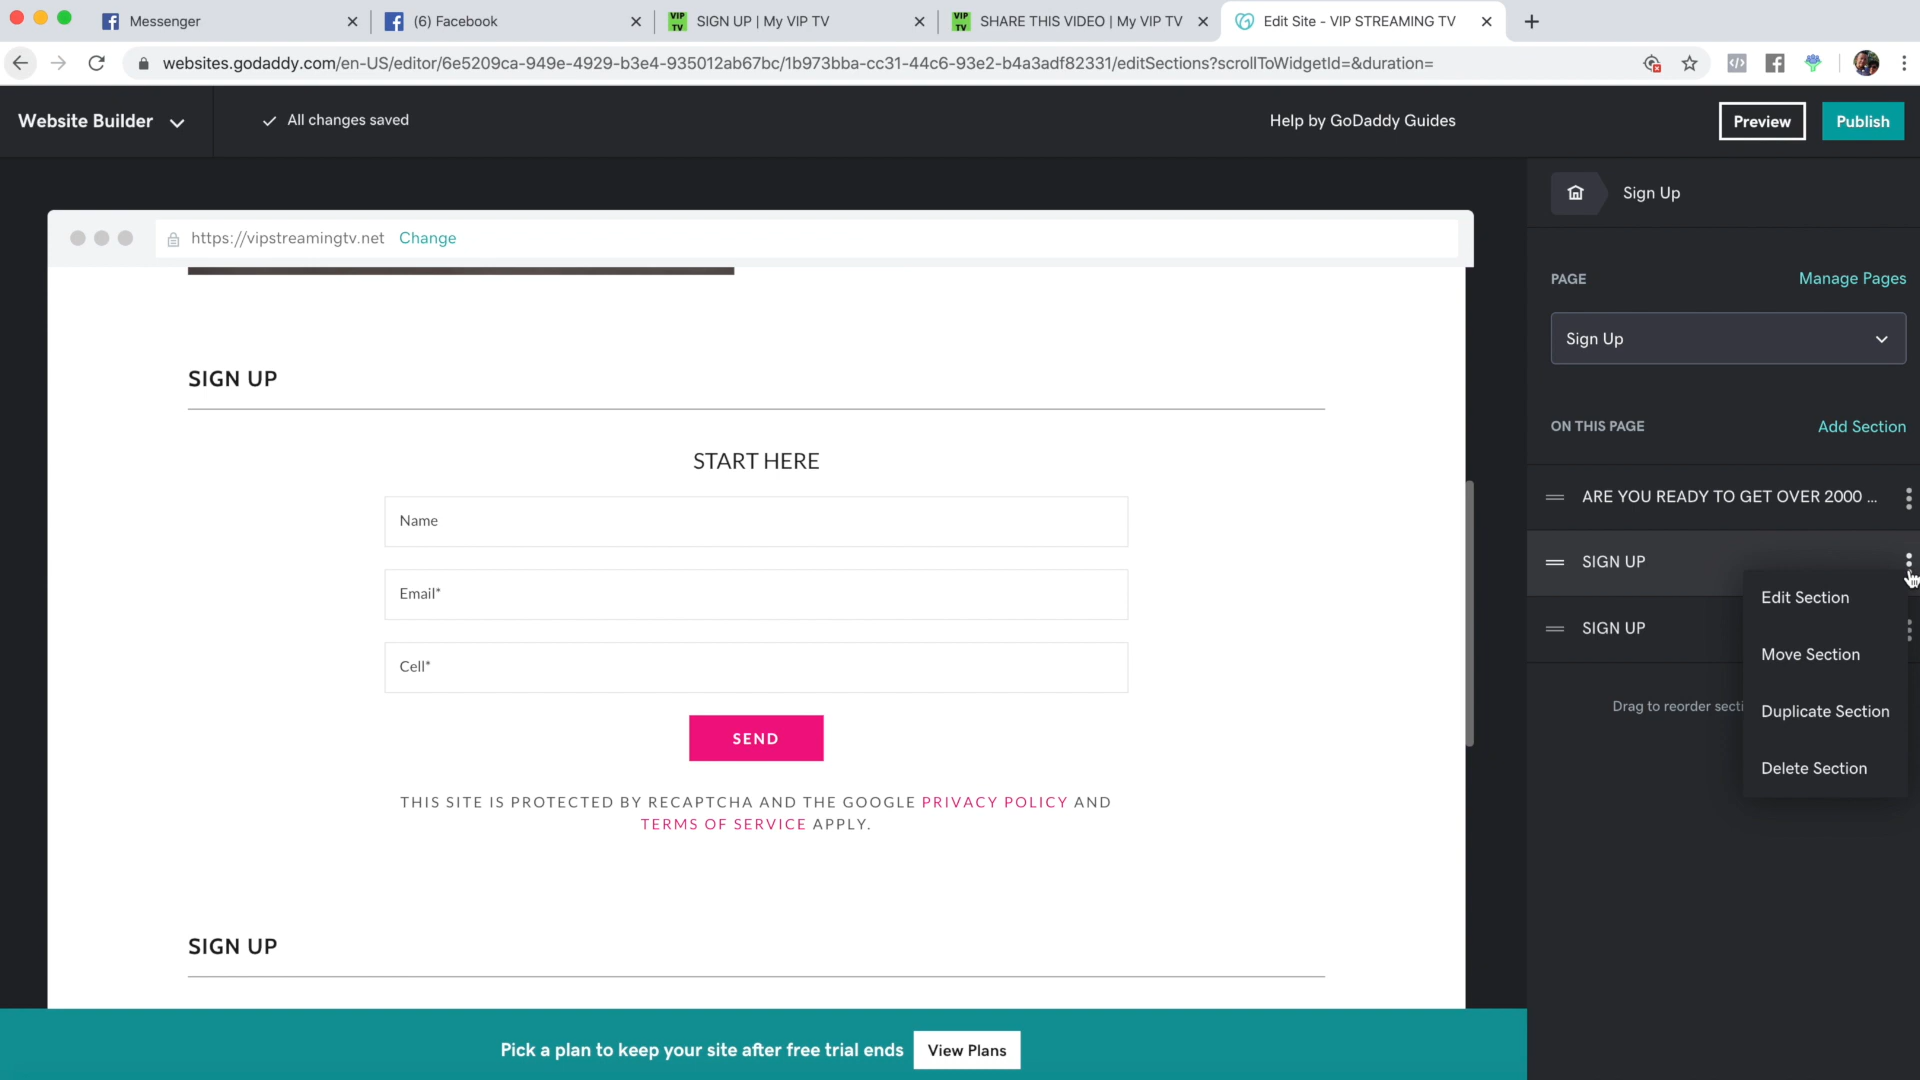 Messenger
(6) Facebook
VIP TV
SIGN UP | My VIP TV
VIP TV
SHARE THIS VIDEO | My VIP TV
Edit Site - VIP STREAMING TV
websites.godaddy.com/en-US/editor/6e5209ca-949e-4929-b3e4-935012ab67bc/1b973bba-cc31-44c6-93e2-b4a3adf82331/editSections?scrollToWidgetId=&duration=
Website Builder
All changes saved
Help by GoDaddy Guides
Preview
Publish
Sign Up
https://vipstreamingtv.net Change
PAGE
Manage Pages
Sign Up
ON THIS PAGE
Add Section
ARE YOU READY TO GET OVER 2000 ...
SIGN UP
SIGN UP
Edit Section
Move Section
Duplicate Section
Delete Section
Drag to reorder secti
SIGN UP
START HERE
Name
Email*
Cell*
SEND
THIS SITE IS PROTECTED BY RECAPTCHA AND THE GOOGLE PRIVACY POLICY AND
TERMS OF SERVICE APPLY.
SIGN UP
Pick a plan to keep your site after free trial ends
View Plans